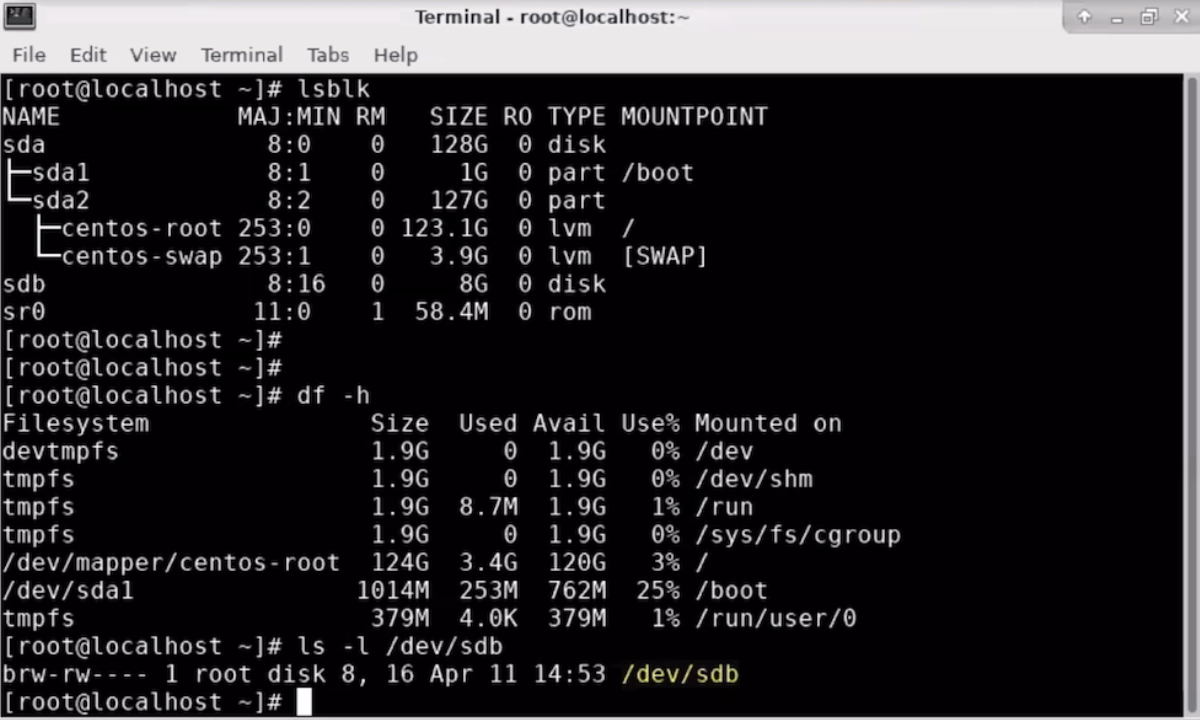 Terminal - root@localhost:~
File Edit View Terminal Tabs Help
[root@localhost ~]# lsblk
NAME            MAJ:MIN RM   SIZE RO TYPE MOUNTPOINT
sda               8:0    0   128G  0 disk
├─sda1            8:1    0     1G  0 part /boot
└─sda2            8:2    0   127G  0 part
  ├─centos-root 253:0    0 123.1G  0 lvm  /
  └─centos-swap 253:1    0   3.9G  0 lvm  [SWAP]
sdb               8:16   0     8G  0 disk
sr0              11:0    1  58.4M  0 rom
[root@localhost ~]#
[root@localhost ~]#
[root@localhost ~]# df -h
Filesystem               Size  Used Avail Use% Mounted on
devtmpfs                 1.9G     0  1.9G   0% /dev
tmpfs                    1.9G     0  1.9G   0% /dev/shm
tmpfs                    1.9G  8.7M  1.9G   1% /run
tmpfs                    1.9G     0  1.9G   0% /sys/fs/cgroup
/dev/mapper/centos-root  124G  3.4G  120G   3% /
/dev/sda1               1014M  253M  762M  25% /boot
tmpfs                    379M  4.0K  379M   1% /run/user/0
[root@localhost ~]# ls -l /dev/sdb
brw-rw---- 1 root disk 8, 16 Apr 11 14:53 /dev/sdb
[root@localhost ~]#